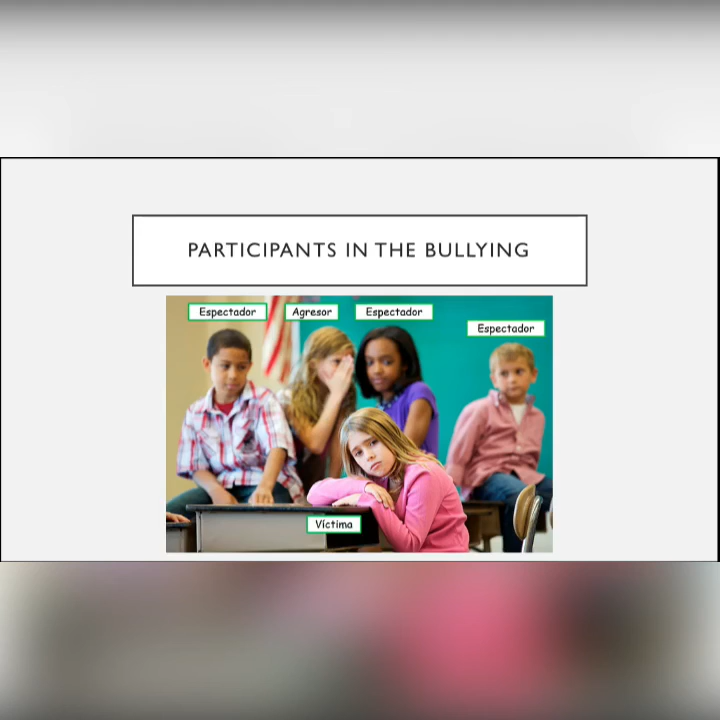 PARTICIPANTS IN THE BULLYING
Espectador
Agresor
Espectador
Espectador
Víctima